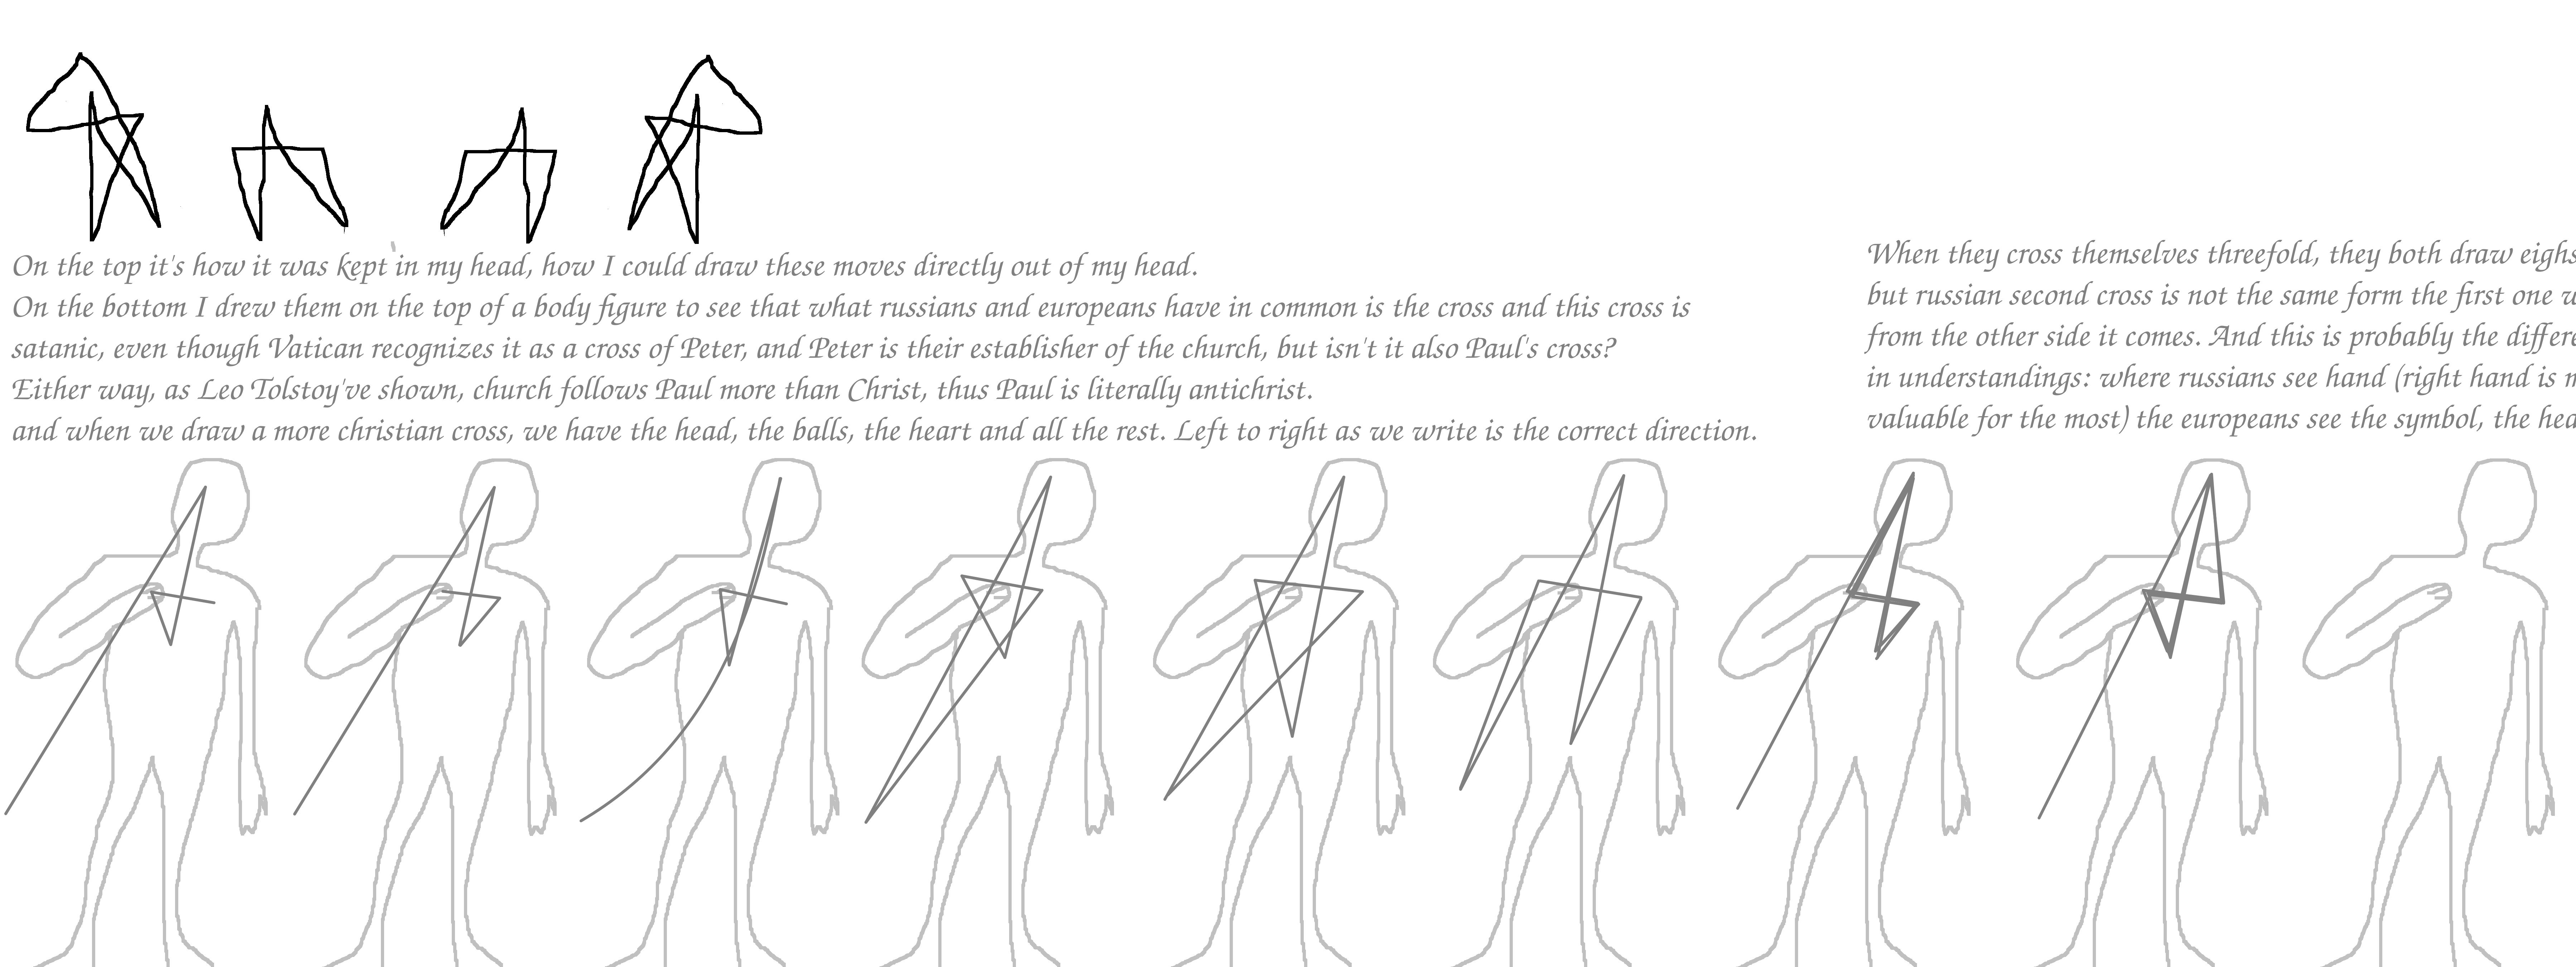 On the top it's how it was kept in my head, how I could draw these moves directly out of my head.
On the bottom I drew them on the top of a body figure to see that what russians and europeans have in common is the cross and this cross is
satanic, even though Vatican recognizes it as a cross of Peter, and Peter is their establisher of the church, but isn't it also Paul's cross?
Either way, as Leo Tolstoy've shown, church follows Paul more than Christ, thus Paul is literally antichrist.
and when we draw a more christian cross, we have the head, the balls, the heart and all the rest. Left to right as we write is the correct direction.
When they cross themselves threefold, they both draw eighs
but russian second cross is not the same form the first one
from the other side it comes. And this is probably the
in understandings: where russians see hand (right hand is
valuable for the most) the europeans see the symbol, the